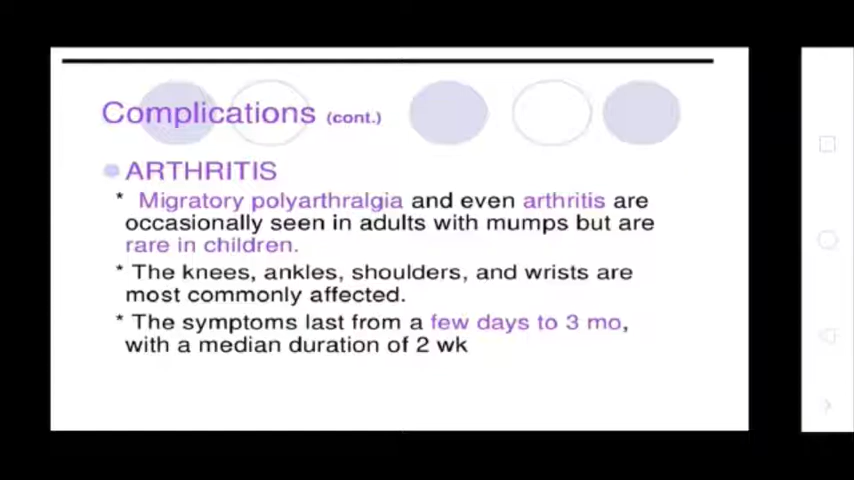 Complications (cont.)
ARTHRITIS
* Migratory polyarthralgia and even arthritis are
occasionally seen in adults with mumps but are
rare in children.
* The knees, ankles, shoulders, and wrists are
most commonly affected.
* The symptoms last from a few days to 3 mo,
with a median duration of 2 wk